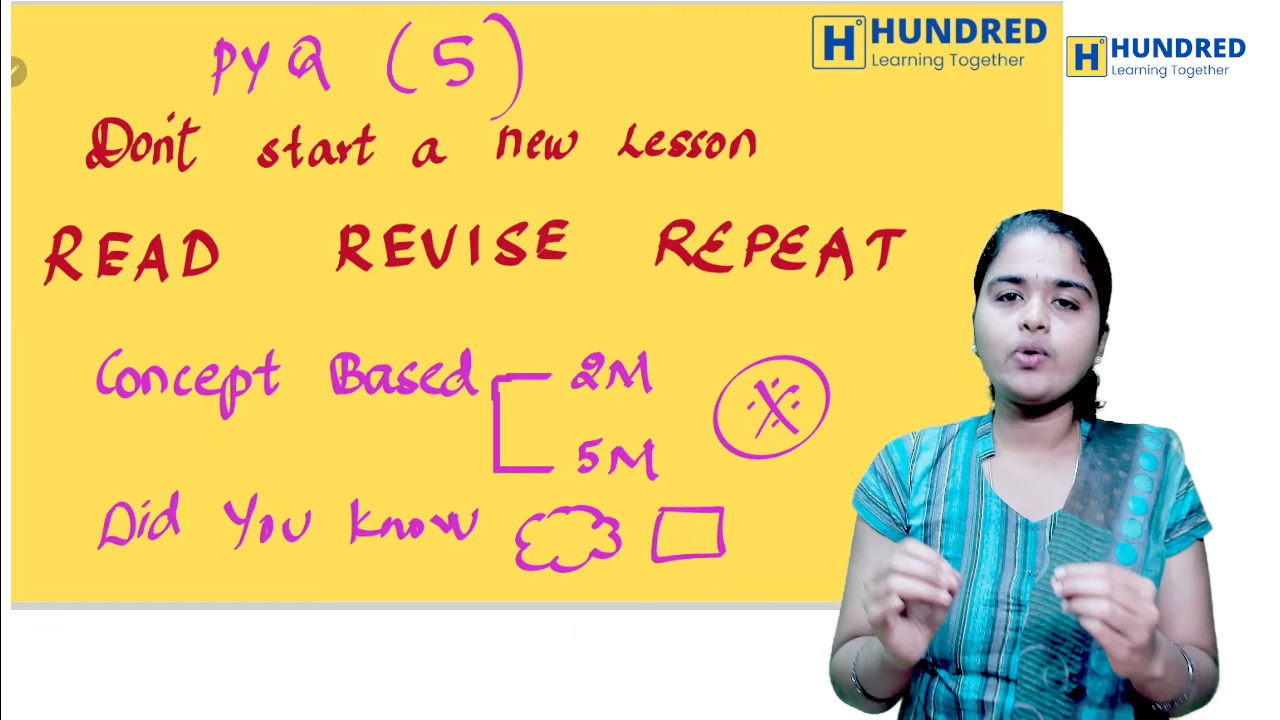 PYQ (5)
HUNDRED
Learning Together
HUNDRED
Learning Together
Don't start a new Lesson
READ REVISE REPEAT
Concept Based 2M
5M
Did You know